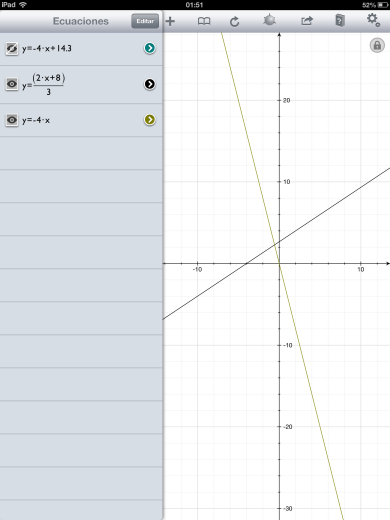 iPad 01:51 52%
Ecuaciones Editar
y=-4·x+14.3
y=(2·x+8)/3
y=-4·x
20
10
-10 10
-10
-20
-30